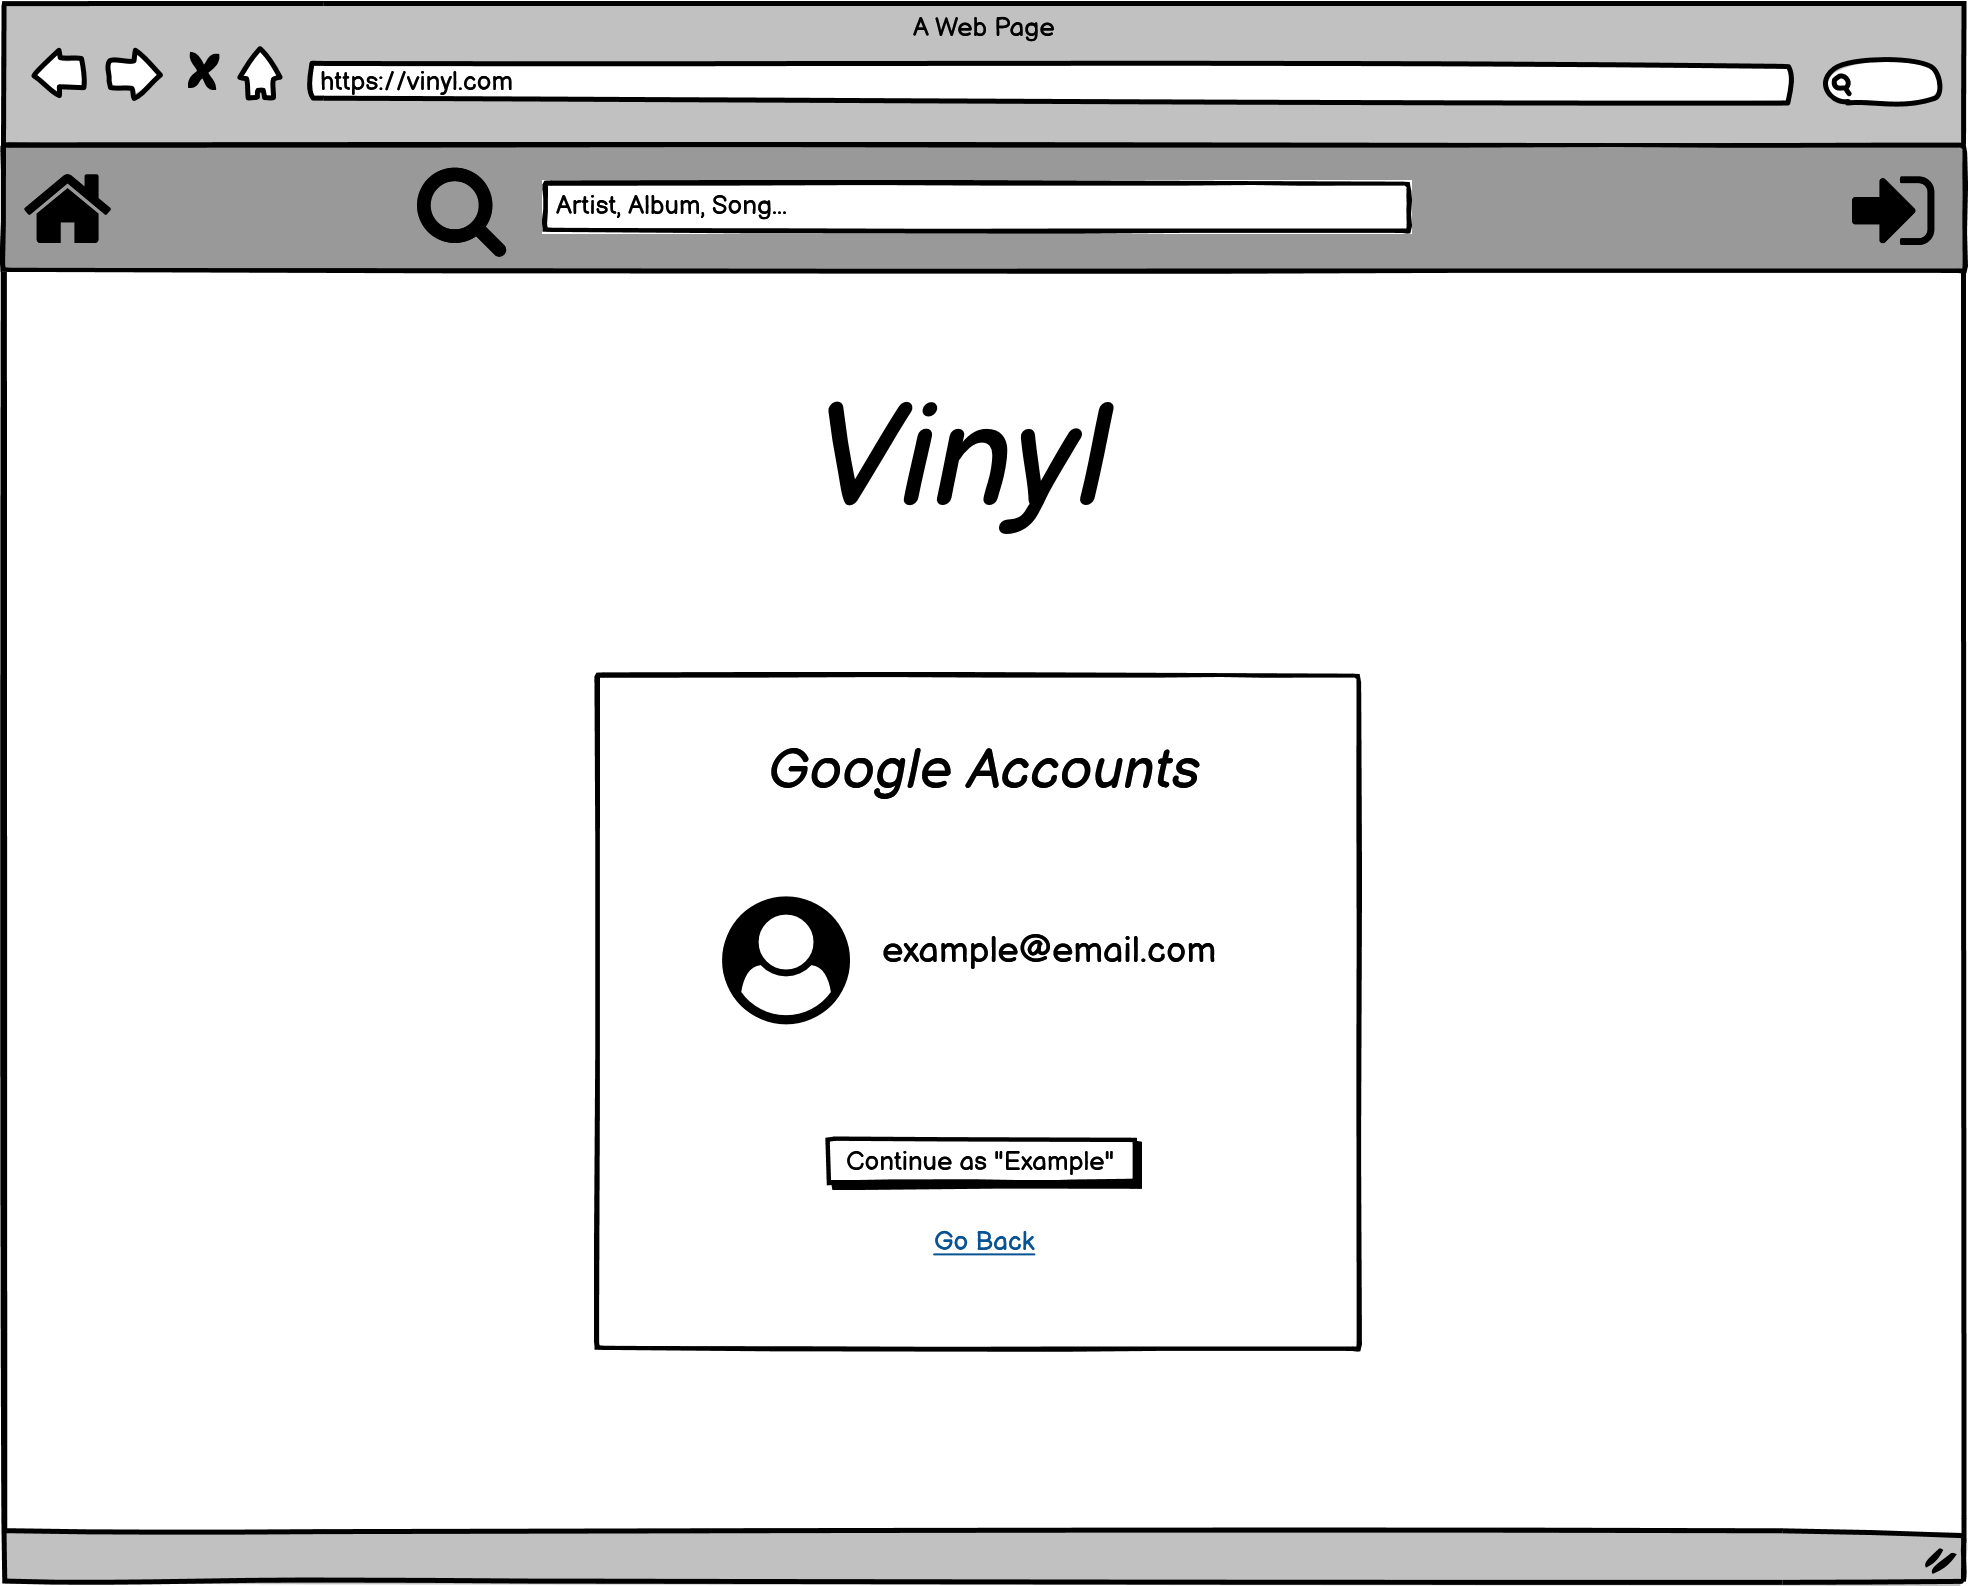 A Web Page
https://vinyl.com
Artist, Album, Song...
Vinyl
Google Accounts
example@email.com
Continue as "Example"
Go Back